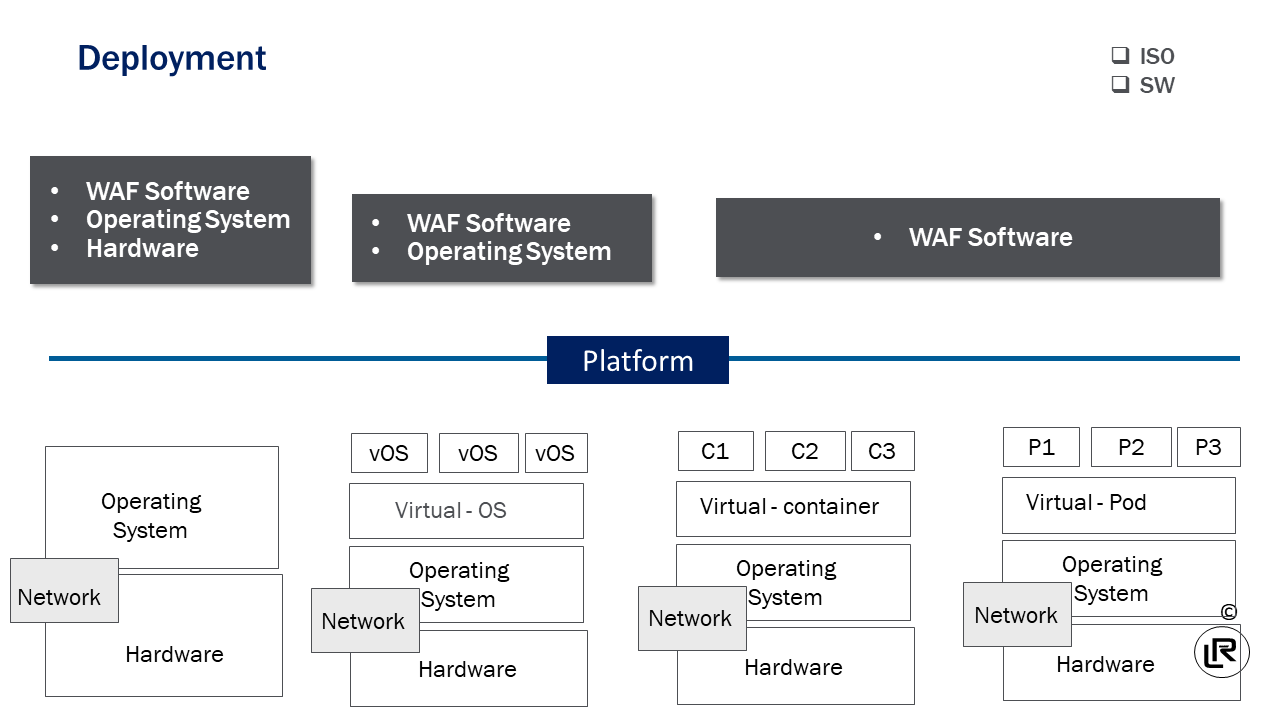 Deployment
❑ ISO
❑ SW
• WAF Software
• Operating System
• Hardware
• WAF Software
• Operating System
• WAF Software
Platform
Operating
System
Network
Hardware
vOS vOS vOS
Virtual - OS
Operating
System
Network
Hardware
C1 C2 C3
Virtual - container
Operating
System
Network
Hardware
P1 P2 P3
Virtual - Pod
Operating
System
Network
Hardware
©
LR